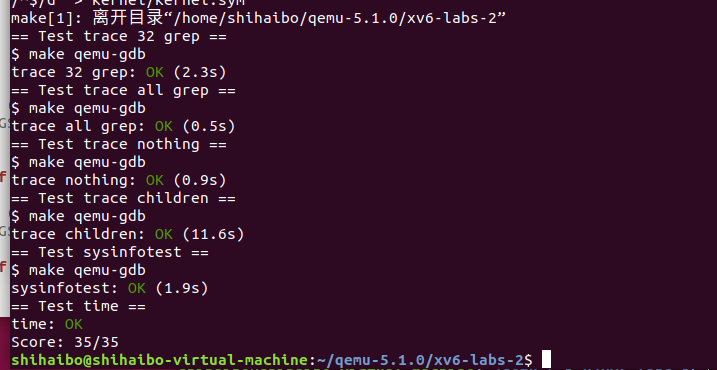 make[1]: 离开目录“/home/shihaibo/qemu-5.1.0/xv6-labs-2”
== Test trace 32 grep ==
$ make qemu-gdb
trace 32 grep: OK (2.3s)
== Test trace all grep ==
$ make qemu-gdb
trace all grep: OK (0.5s)
== Test trace nothing ==
$ make qemu-gdb
trace nothing: OK (0.9s)
== Test trace children ==
$ make qemu-gdb
trace children: OK (11.6s)
== Test sysinfotest ==
$ make qemu-gdb
sysinfotest: OK (1.9s)
== Test time ==
time: OK
Score: 35/35
shihaibo@shihaibo-virtual-machine:~/qemu-5.1.0/xv6-labs-2$